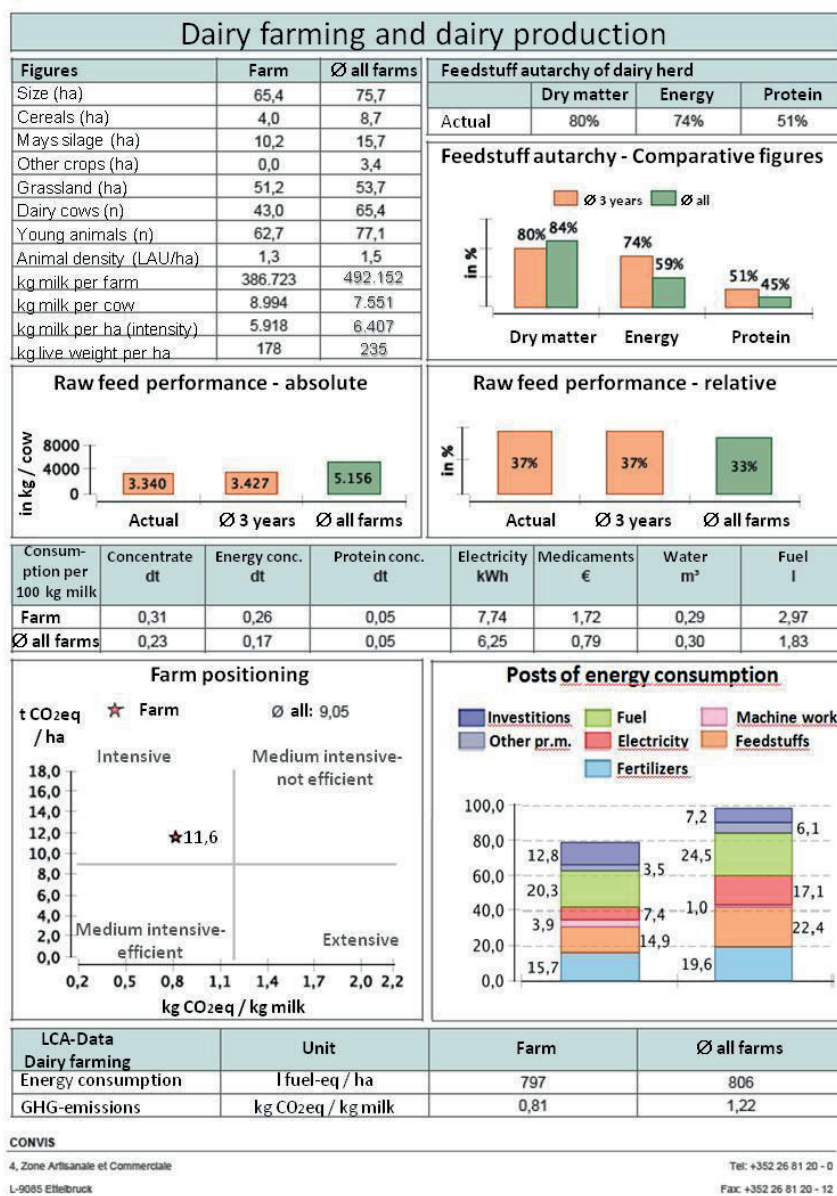 Dairy farming and dairy production
Figures Farm Ø all farms
Size (ha) 65,4 75,7
Cereals (ha) 4,0 8,7
Mays silage (ha) 10,2 15,7
Other crops (ha) 0,0 3,4
Grassland (ha) 51,2 53,7
Dairy cows (n) 43,0 65,4
Young animals (n) 62,7 77,1
Animal density (LAU/ha) 1,3 1,5
kg milk per farm 386.723 492.152
kg milk per cow 8.994 7.551
kg milk per ha (intensity) 5.918 6.407
kg live weight per ha 178 235
Feedstuff autarchy of dairy herd
Dry matter Energy Protein
Actual 80% 74% 51%
Feedstuff autarchy - Comparative figures
Ø 3 years Ø all
in %
80% 84% 74% 59% 51% 45%
Dry matter Energy Protein
Raw feed performance - absolute
in kg / cow
8000
4000
0
3.340 3.427 5.156
Actual Ø 3 years Ø all farms
Raw feed performance - relative
in %
37% 37% 33%
Actual Ø 3 years Ø all farms
Consum-
ption per
100 kg milk
Concentrate dt Energy conc. dt Protein conc. dt Electricity kWh Medicaments € Water m³ Fuel l
Farm 0,31 0,26 0,05 7,74 1,72 0,29 2,97
Ø all farms 0,23 0,17 0,05 6,25 0,79 0,30 1,83
Farm positioning
t CO2eq
/ ha
Farm Ø all: 9,05
Intensive
Medium intensive-
not efficient
18,0
16,0
14,0
12,0
10,0
8,0
6,0
4,0
2,0
0,0
11,6
Medium intensive-
efficient
Extensive
0,2 0,5 0,8 1,1 1,4 1,7 2,0 2,2
kg CO2eq / kg milk
Posts of energy consumption
Investitions Fuel Machine work
Other pr.m. Electricity Feedstuffs
Fertilizers
100,0
80,0
60,0
40,0
20,0
0,0
12,8
3,5
20,3
7,4
3,9
14,9
15,7
7,2
6,1
24,5
17,1
1,0
22,4
19,6
LCA-Data
Dairy farming
Unit Farm Ø all farms
Energy consumption l fuel-eq / ha 797 806
GHG-emissions kg CO2eq / kg milk 0,81 1,22
CONVIS
4, Zone Artisanale et Commerciale Tel: +352 26 81 20 - 0
L-9085 Ettelbruck Fax: +352 26 81 20 - 12